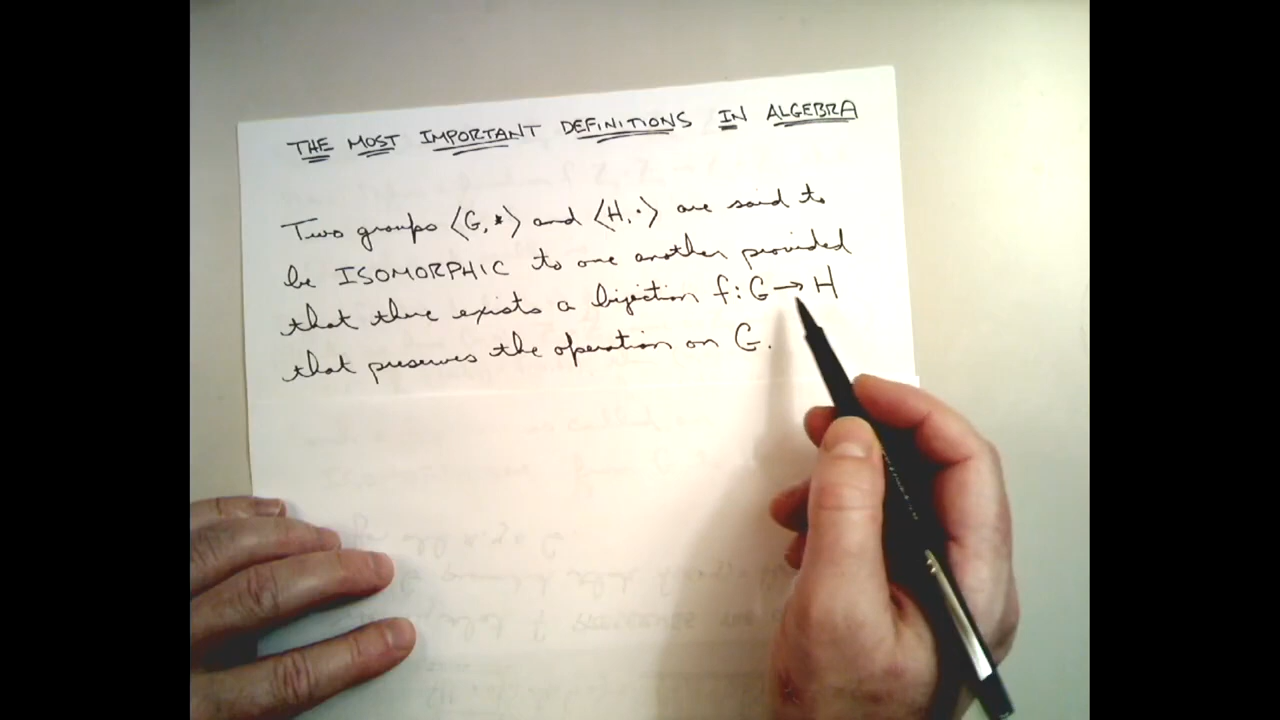 THE MOST IMPORTANT DEFINITIONS IN ALGEBRA
Two groups ⟨G, *⟩ and ⟨H, ·⟩ are said to
be ISOMORPHIC to one another provided
that there exists a bijection f: G → H
that preserves the operation on G.